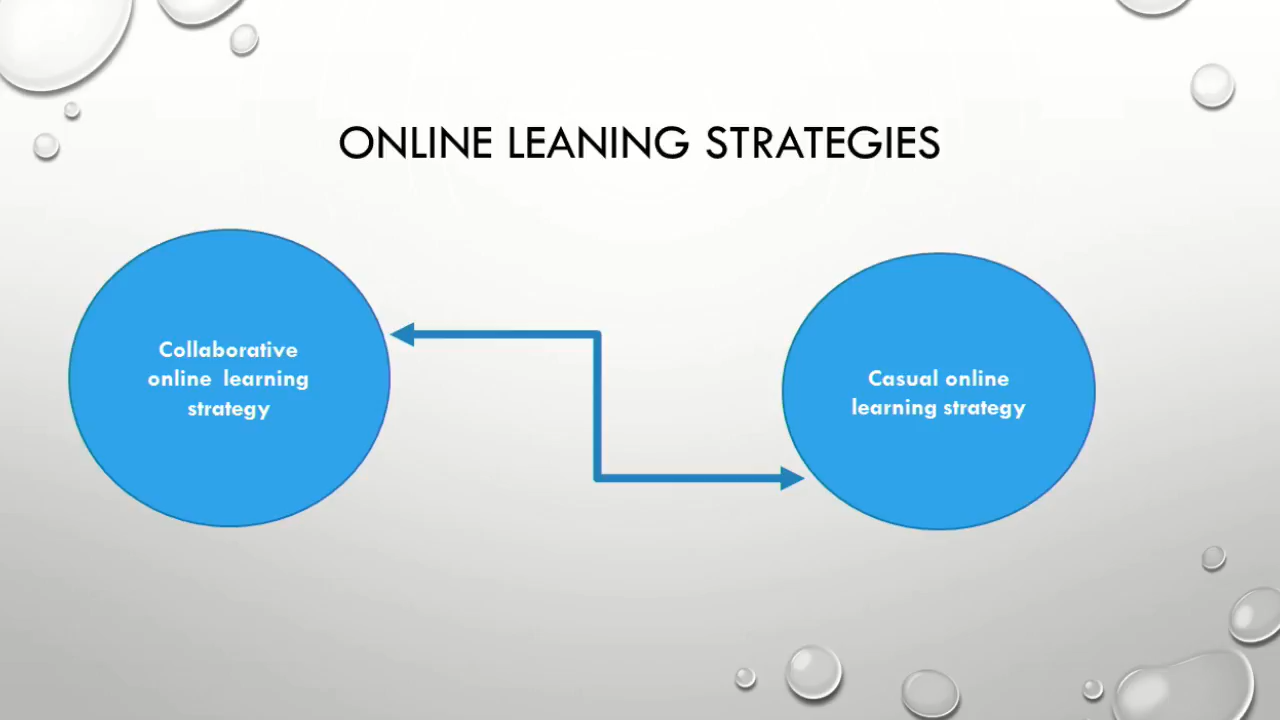 ONLINE LEANING STRATEGIES
Collaborative
online learning
strategy
Casual online
learning strategy